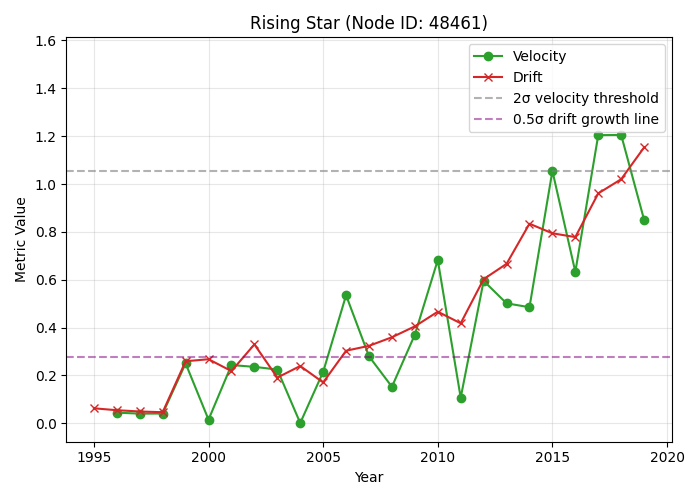 Rising Star (Node ID: 48461)
1.6
1.4
1.2
1.0
0.8
0.6
0.4
0.2
0.0
Metric Value
Velocity
Drift
2σ velocity threshold
0.5σ drift growth line
1995 2000 2005 2010 2015 2020
Year